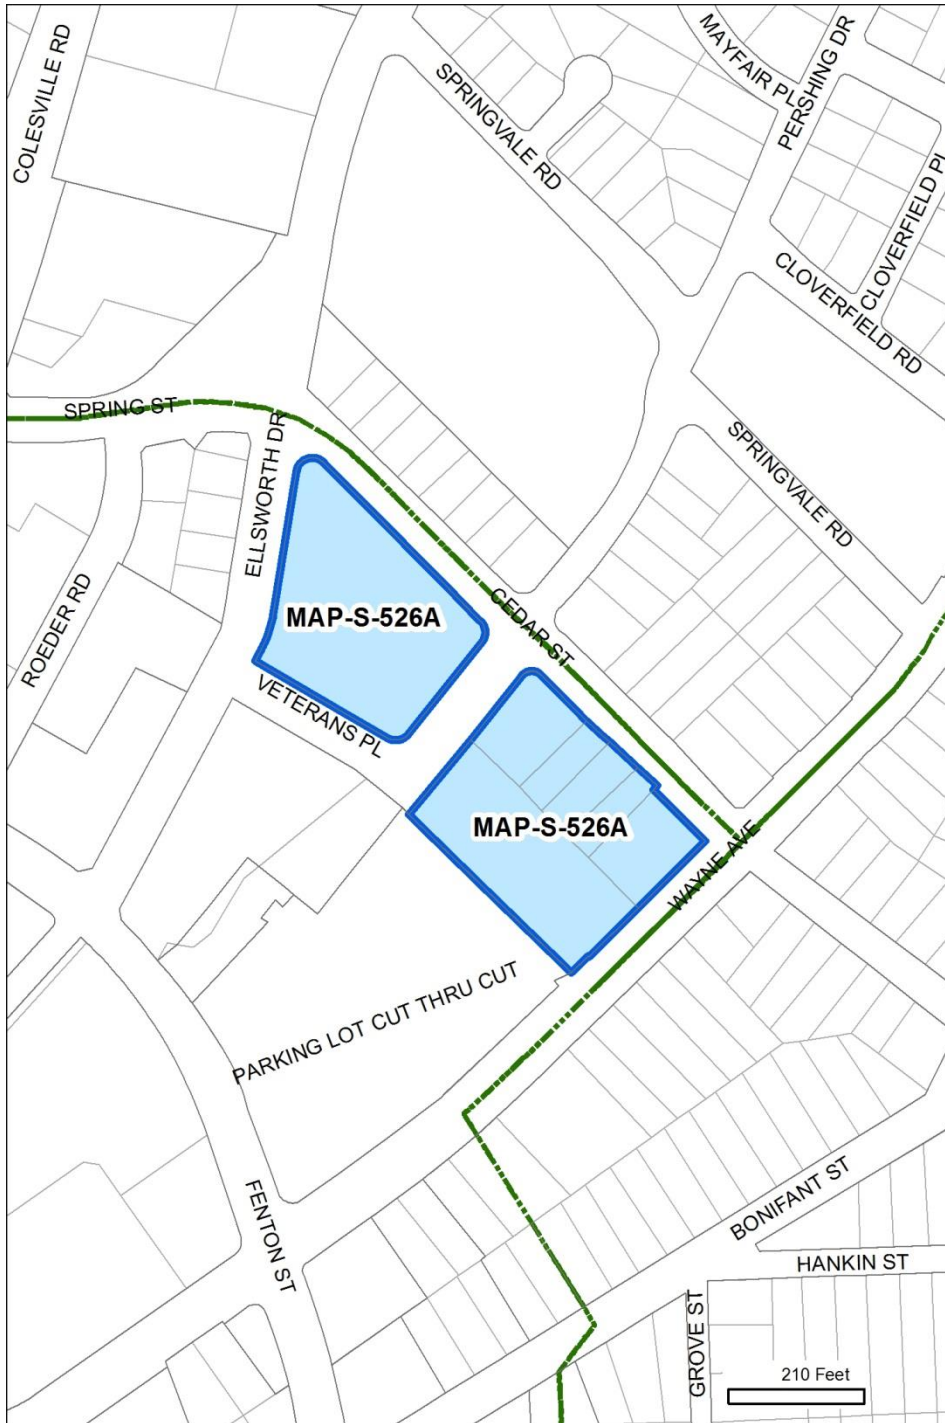 COLESVILLE RD
MAYFAIR PL
PERSHING DR
SPRINGVALE RD
CLOVERFIELD PL
CLOVERFIELD RD
SPRING ST
ELLSWORTH DR
SPRINGVALE RD
ROEDER RD
MAP-S-526A
CEDAR ST
VETERANS PL
MAP-S-526A
WAYNE AVE
PARKING LOT CUT THRU CUT
FENTON ST
BONIFANT ST
HANKIN ST
GROVE ST
210 Feet